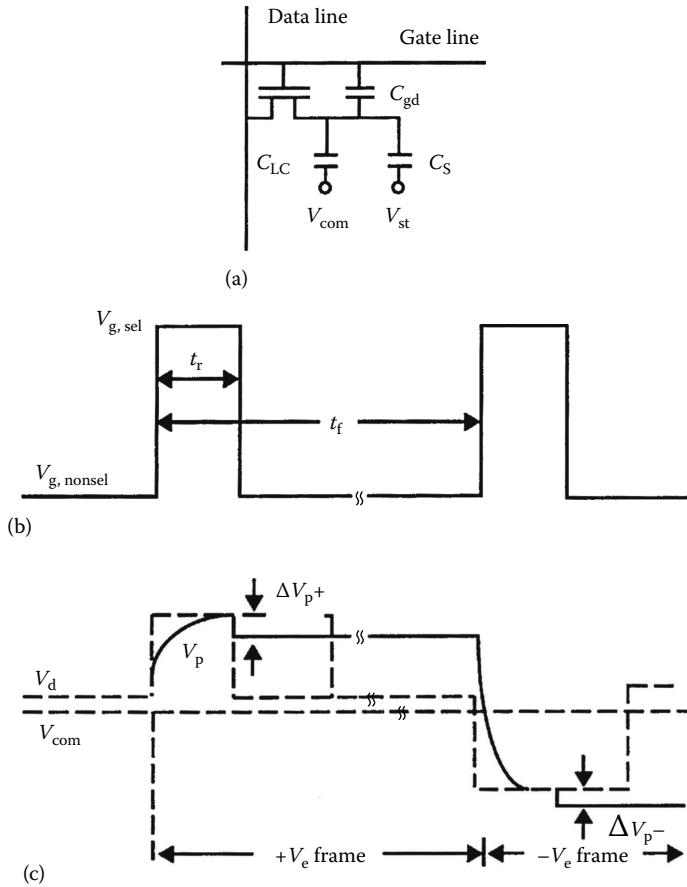 Data line
Gate line
C_gd
C_LC
C_S
V_com
V_st
(a)
V_g, sel
t_r
t_f
V_g, nonsel
(b)
ΔV_p+
V_p
V_d
V_com
ΔV_p−
+V_e frame
−V_e frame
(c)